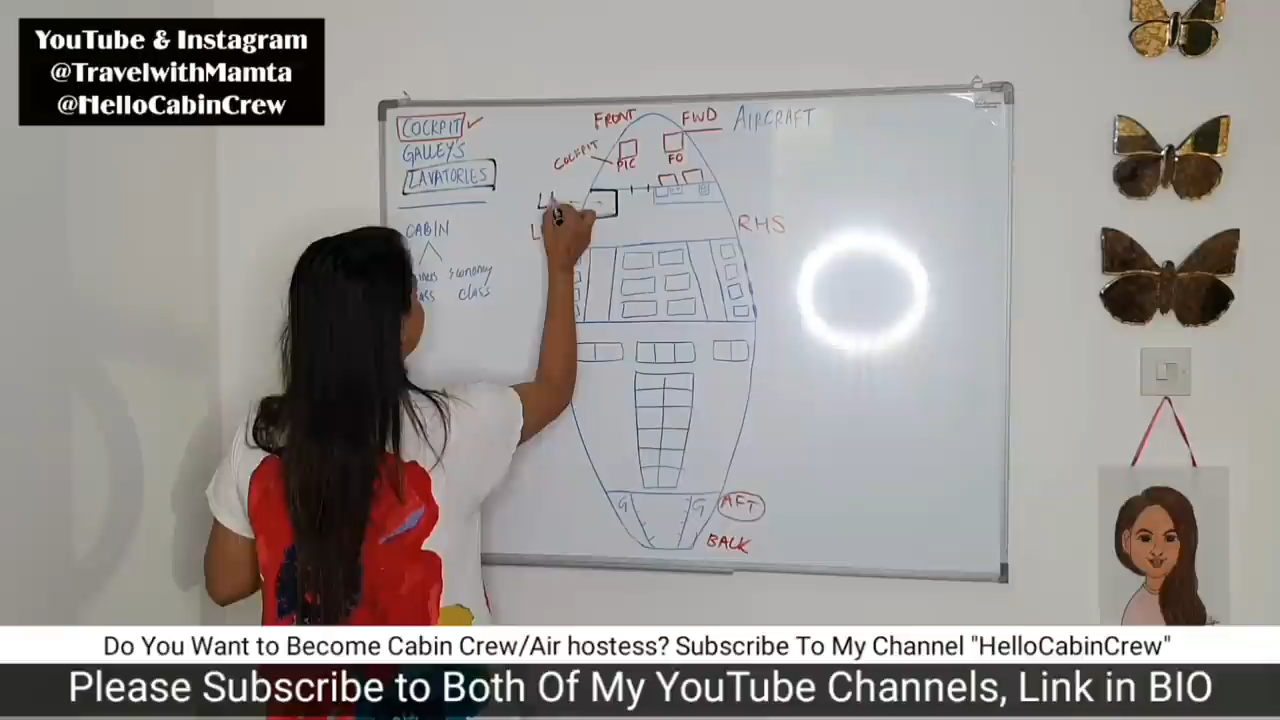 YouTube & Instagram
@TravelwithMamta
@HelloCabinCrew
FRONT FWD AIRCRAFT
COCKPIT
GALLEYS
LAVATORIES
COCKPIT
PIC FO
RHS
CABIN
Economy
class
G G AFT
BACK
Do You Want to Become Cabin Crew/Air hostess? Subscribe To My Channel "HelloCabinCrew"
Please Subscribe to Both Of My YouTube Channels, Link in BIO